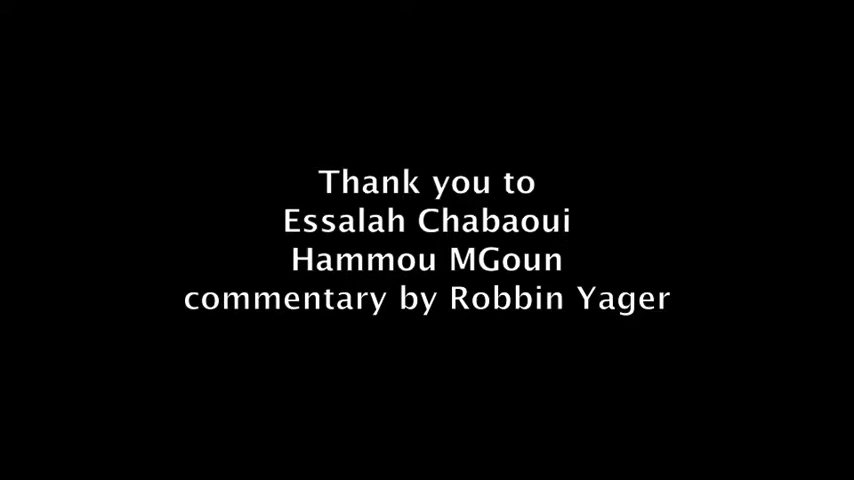 Thank you to
Essalah Chabaoui
Hammou MGoun
commentary by Robbin Yager